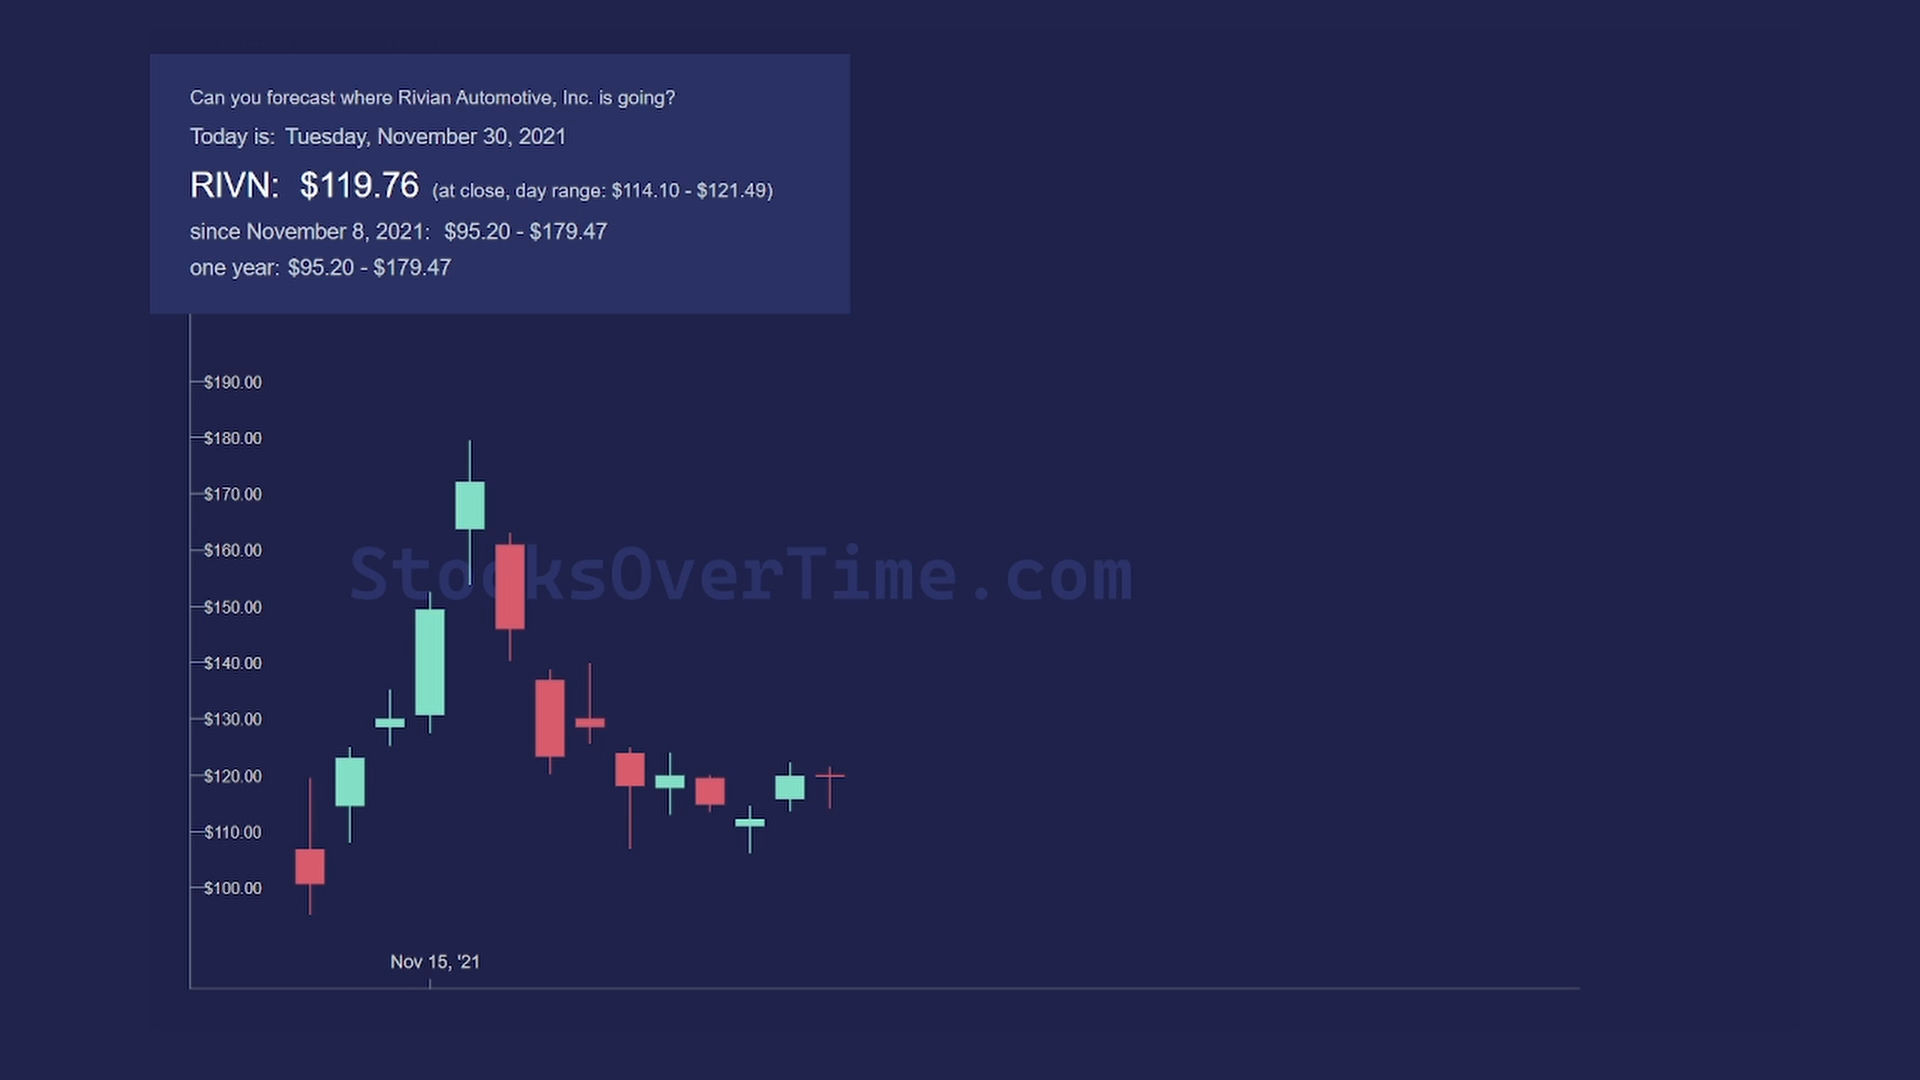 Can you forecast where Rivian Automotive, Inc. is going?
Today is: Tuesday, November 30, 2021
RIVN: $119.76 (at close, day range: $114.10 - $121.49)
since November 8, 2021: $95.20 - $179.47
one year: $95.20 - $179.47
$190.00
$180.00
$170.00
$160.00
StocksOverTime.com
$150.00
$140.00
$130.00
$120.00
$110.00
$100.00
Nov 15, '21